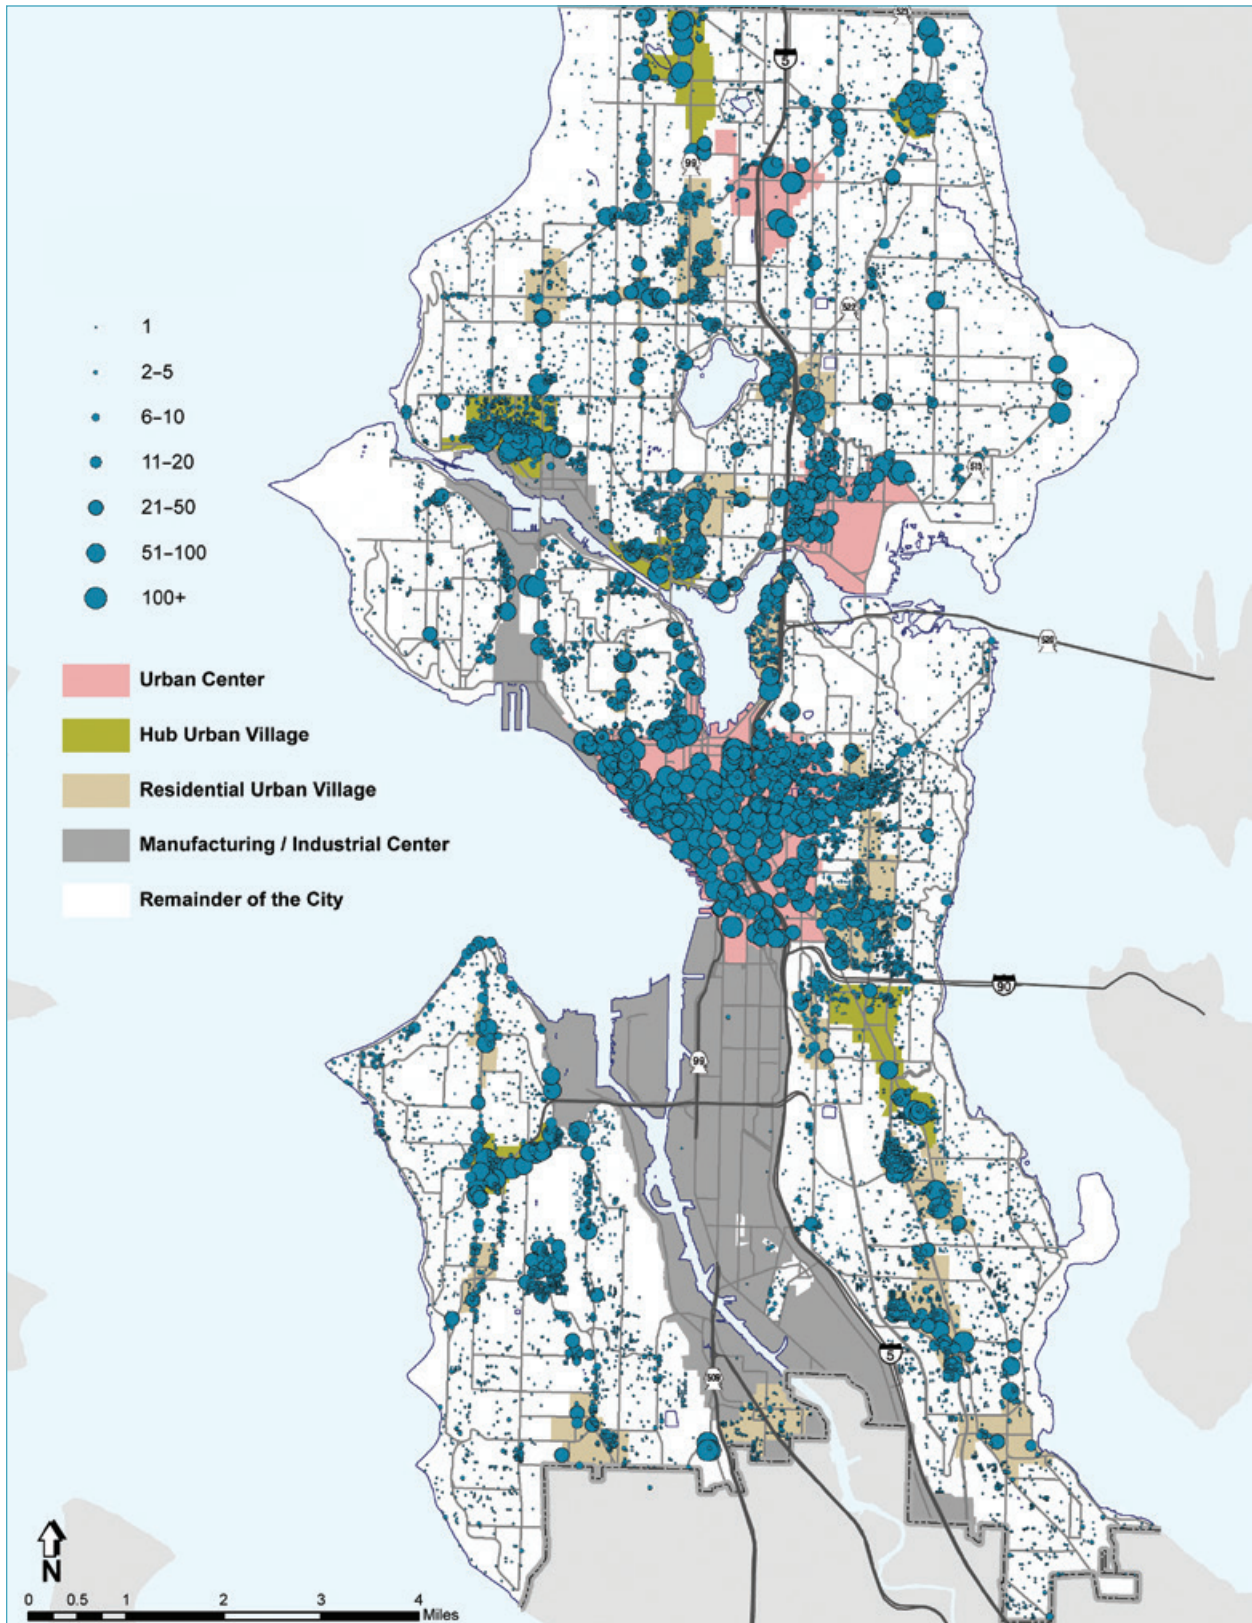 523
5
99
522
513
520
1
2–5
6–10
11–20
21–50
51–100
100+
Urban Center
Hub Urban Village
Residential Urban Village
Manufacturing / Industrial Center
Remainder of the City
90
99
5
509
N
0 0.5 1 2 3 4
Miles